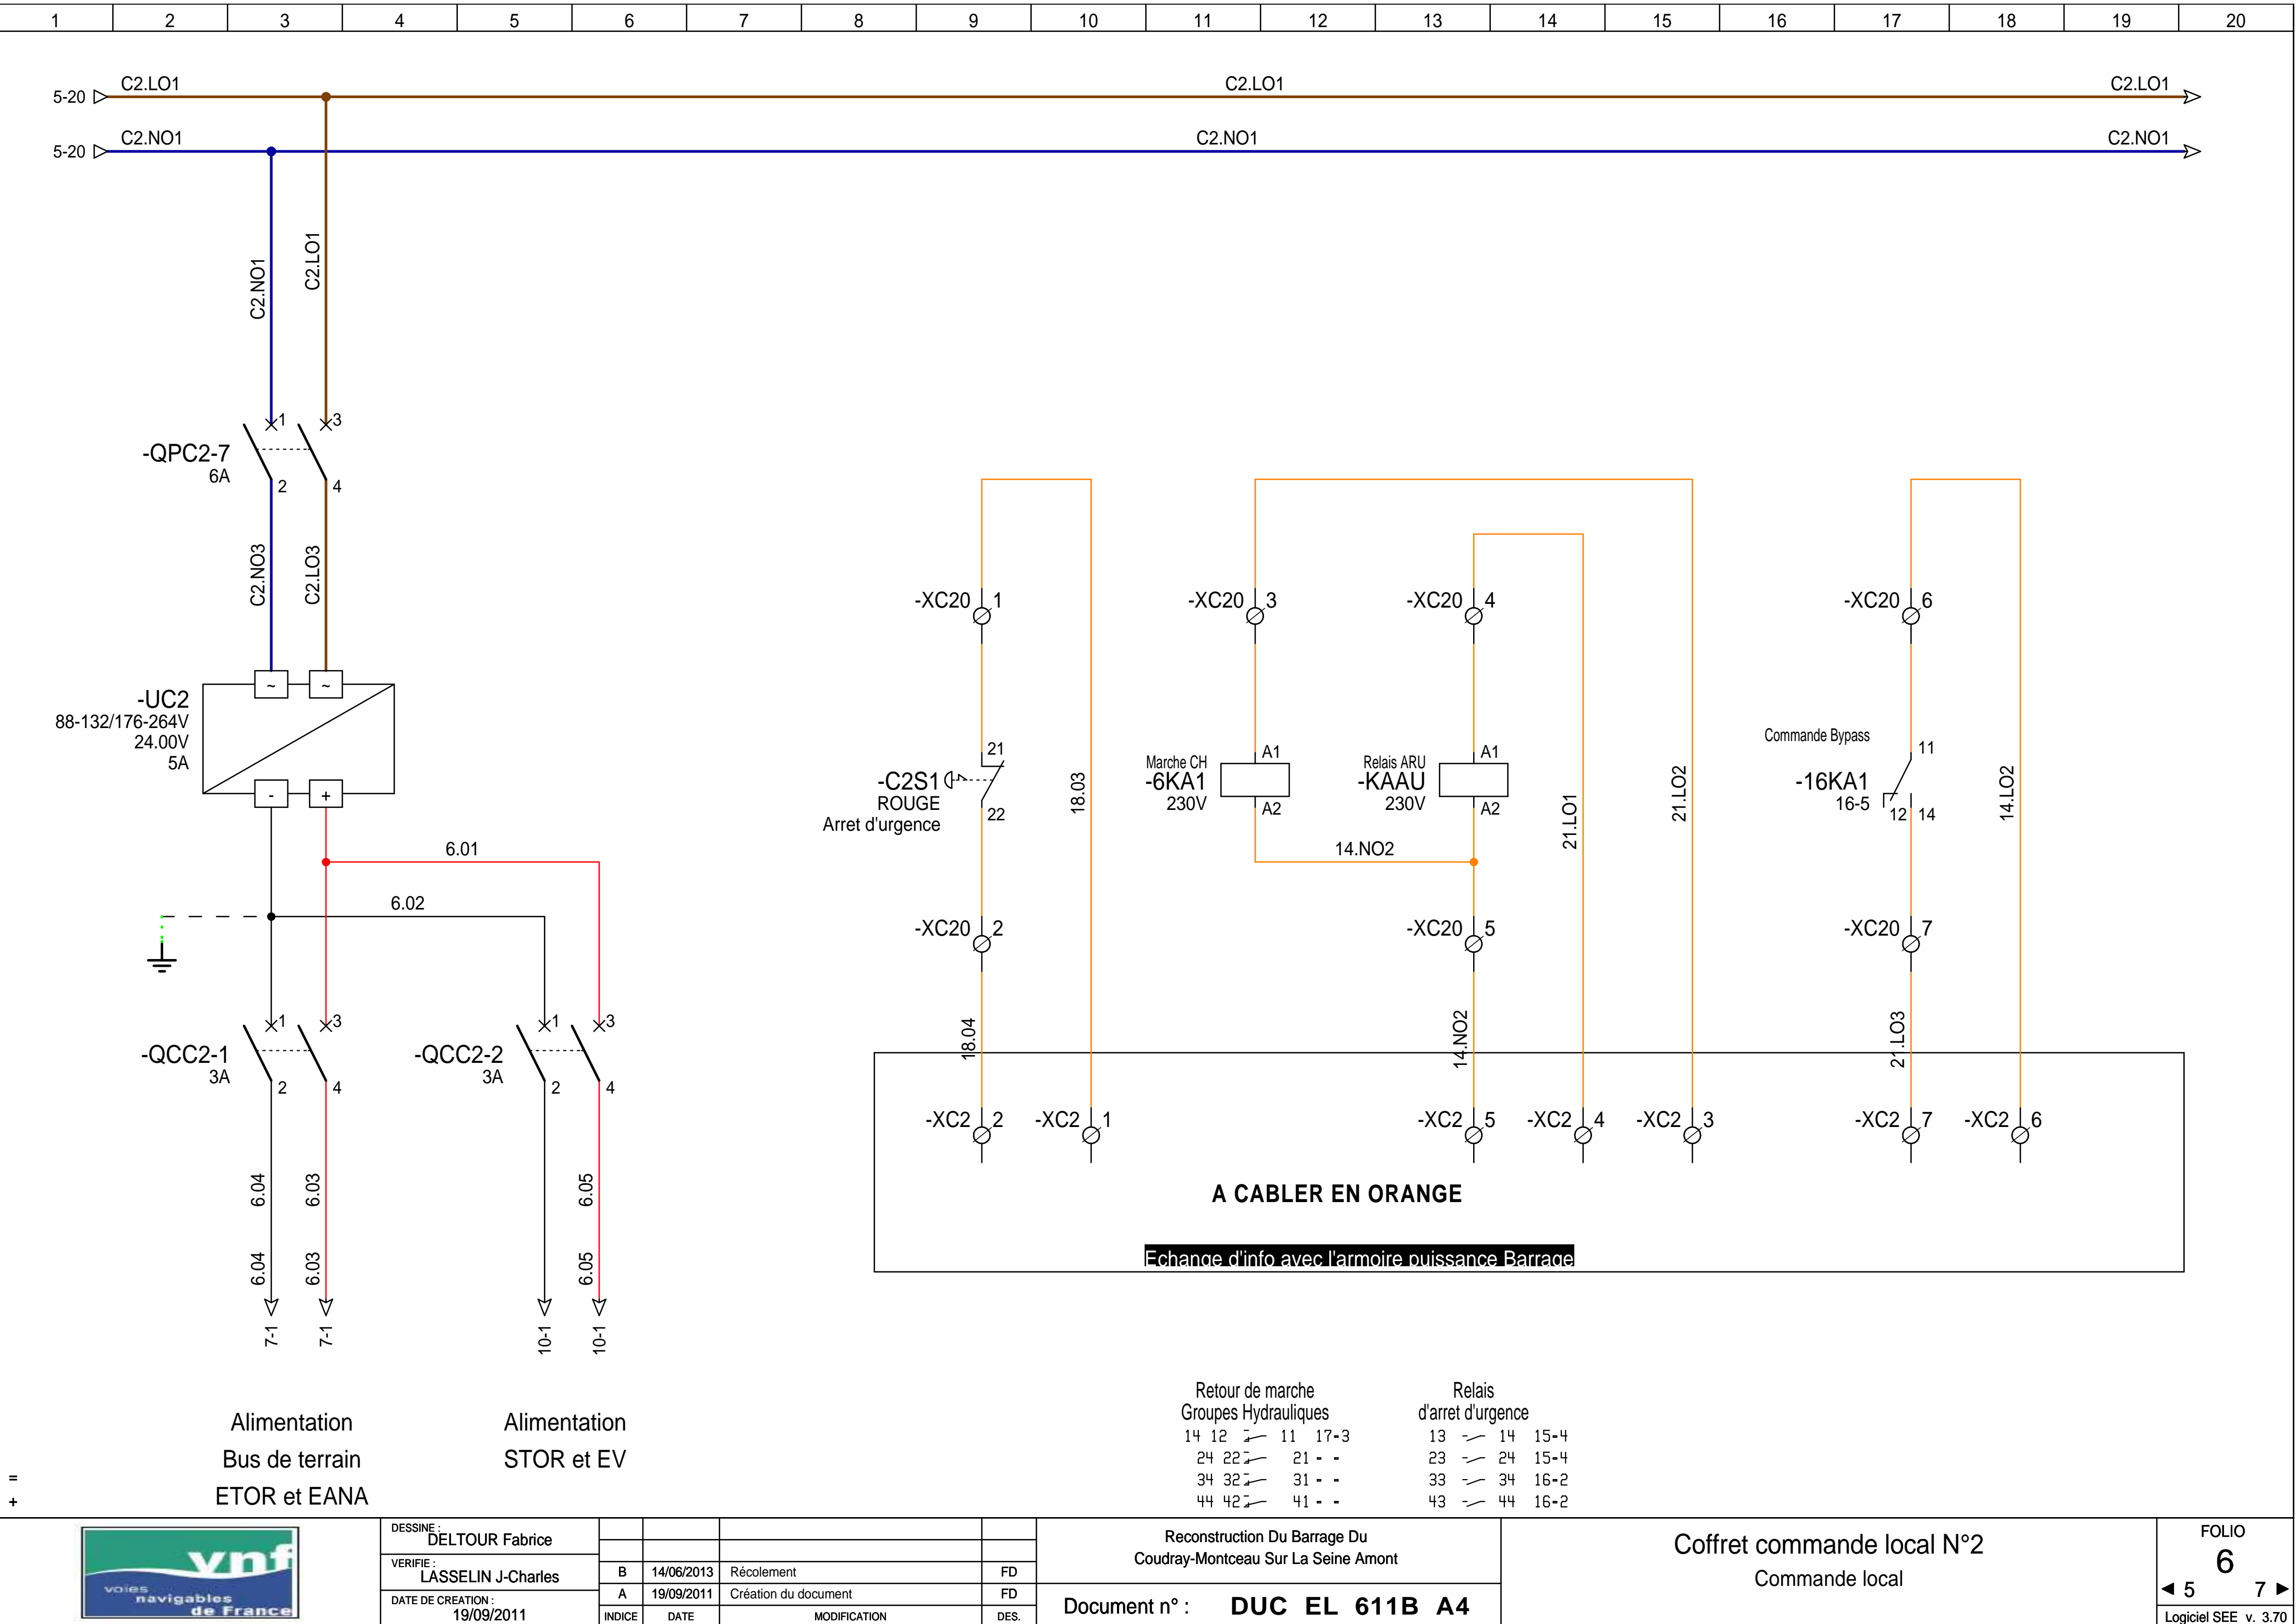 1 2 3 4 5 6 7 8 9 10 11 12 13 14 15 16 17 18 19 20
5-20 C2.LO1 C2.LO1 C2.LO1
5-20 C2.NO1 C2.NO1 C2.NO1
C2.NO1 C2.LO1
-QPC2-7
6A
1 3
2 4
C2.NO3 C2.LO3
-UC2
88-132/176-264V
24.00V
5A
~ ~
- +
6.01
6.02
-QCC2-1
3A
1 3
2 4
-QCC2-2
3A
1 3
2 4
6.04 6.03 6.05
6.04 6.03 6.05
7-1 7-1 10-1 10-1
Alimentation
Bus de terrain
ETOR et EANA
Alimentation
STOR et EV
-XC20 1
-XC20 3
-XC20 4
-XC20 6
-C2S1
ROUGE
Arret d'urgence
21
22
18.03
Marche CH
-6KA1
230V
A1
A2
Relais ARU
-KAAU
230V
A1
A2
14.NO2
21.LO1
21.LO2
Commande Bypass
-16KA1
16-5
11
12 14
14.LO2
-XC20 2
-XC20 5
-XC20 7
18.04
14.NO2
21.LO3
-XC2 2
-XC2 1
-XC2 5
-XC2 4
-XC2 3
-XC2 7
-XC2 6
A CABLER EN ORANGE
Echange d'info avec l'armoire puissance Barrage
Retour de marche
Groupes Hydrauliques
14 12 11 17-3
24 22 21 - -
34 32 31 - -
44 42 41 - -
Relais
d'arret d'urgence
13 14 15-4
23 24 15-4
33 34 16-2
43 44 16-2
=
+
vnf
voies
navigables
de France
DESSINE :
DELTOUR Fabrice
VERIFIE :
LASSELIN J-Charles
DATE DE CREATION :
19/09/2011
B 14/06/2013 Récolement FD
A 19/09/2011 Création du document FD
INDICE DATE MODIFICATION DES.
Reconstruction Du Barrage Du
Coudray-Montceau Sur La Seine Amont
Document n° : DUC EL 611B A4
Coffret commande local N°2
Commande local
FOLIO
6
◄ 5 7 ►
Logiciel SEE v. 3.70